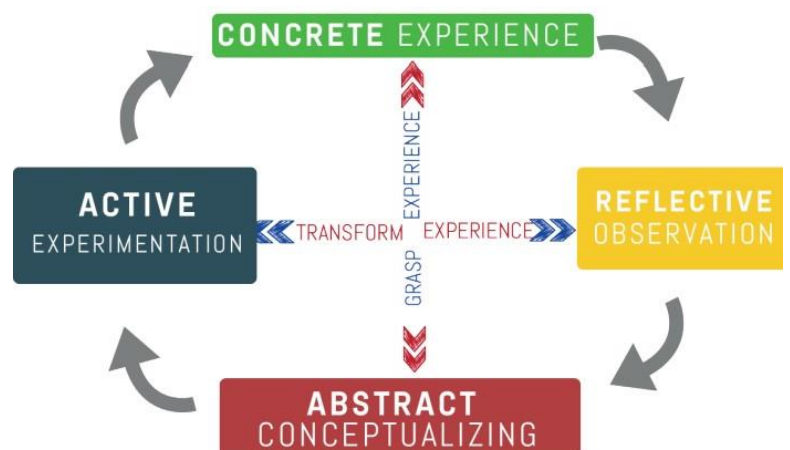 CONCRETE EXPERIENCE
ACTIVE
EXPERIMENTATION
TRANSFORM EXPERIENCE
GRASP EXPERIENCE
REFLECTIVE
OBSERVATION
ABSTRACT
CONCEPTUALIZING